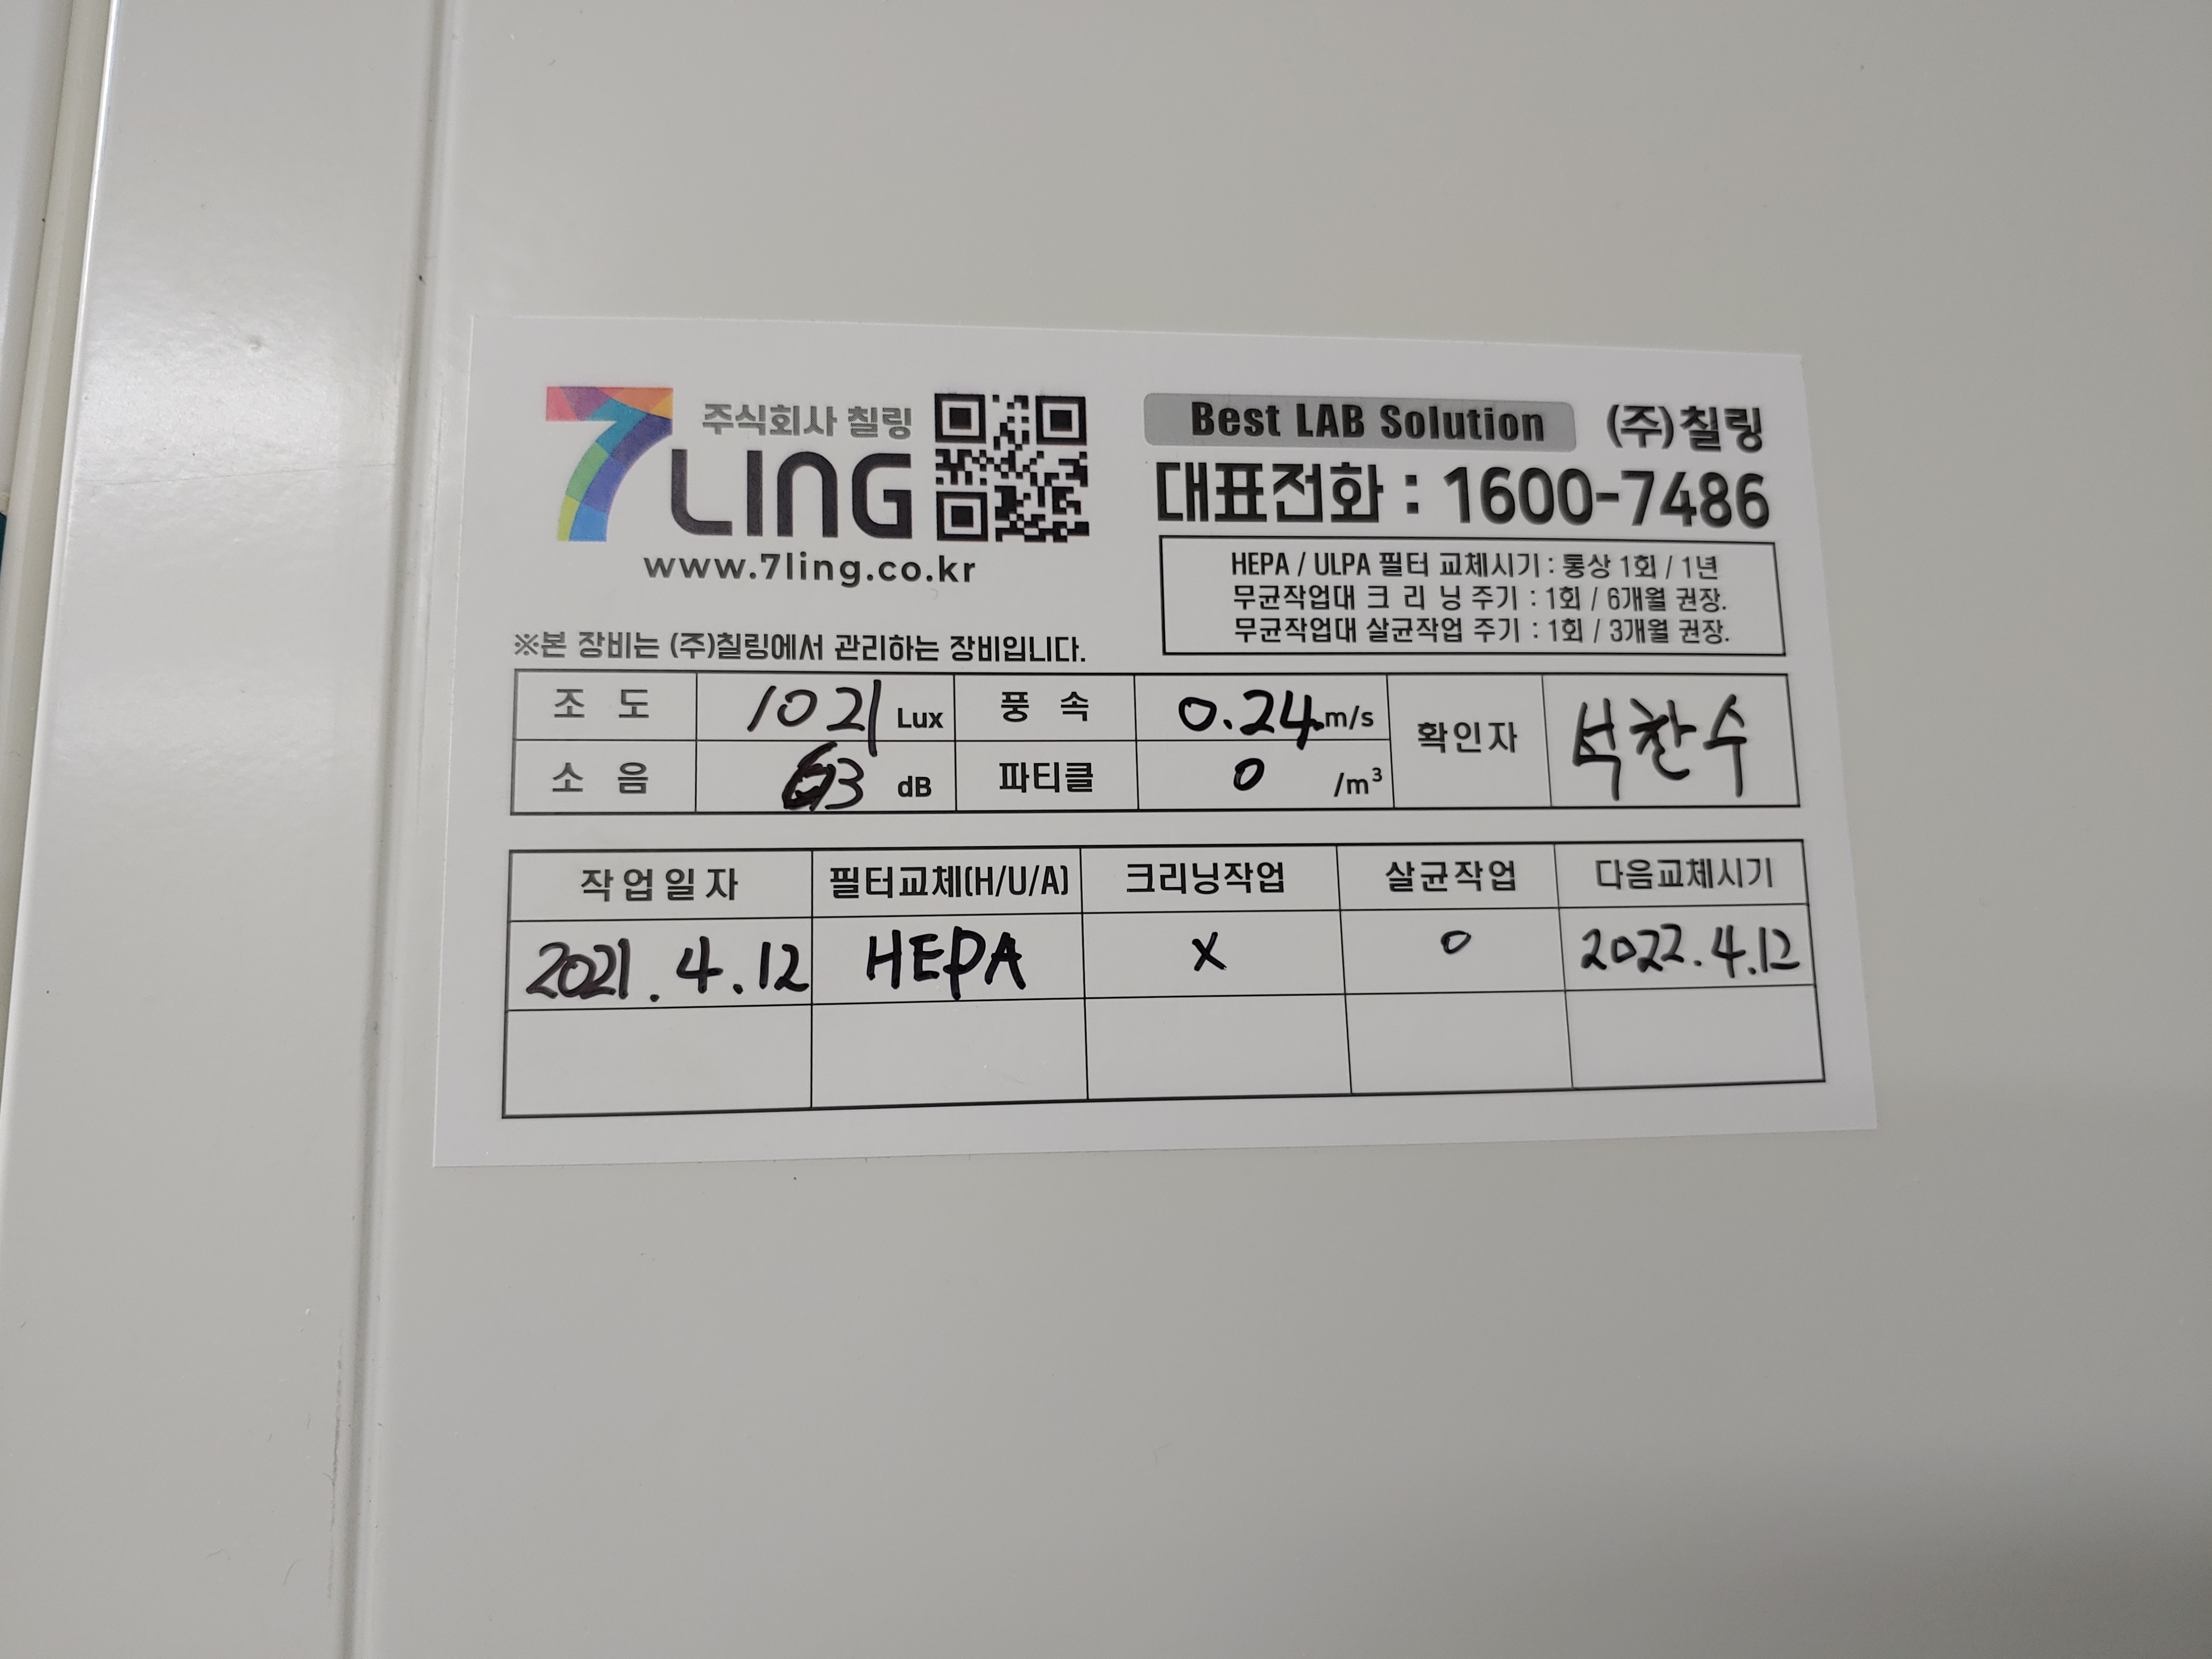 7LING
주식회사 칠링
www.7ling.co.kr
Best LAB Solution (주)칠링
대표전화 : 1600-7486
HEPA / ULPA 필터 교체시기 : 통상 1회 / 1년
무균작업대 크 리 닝 주기 : 1회 / 6개월 권장.
무균작업대 살균작업 주기 : 1회 / 3개월 권장.
※본 장비는 (주)칠링에서 관리하는 장비입니다.
조 도 1021 Lux 풍 속 0.24 m/s 확인자 석찬수
소 음 63 dB 파티클 0 /m³
작업일자 필터교체(H/U/A) 크리닝작업 살균작업 다음교체시기
2021.4.12 HEPA X O 2022.4.12